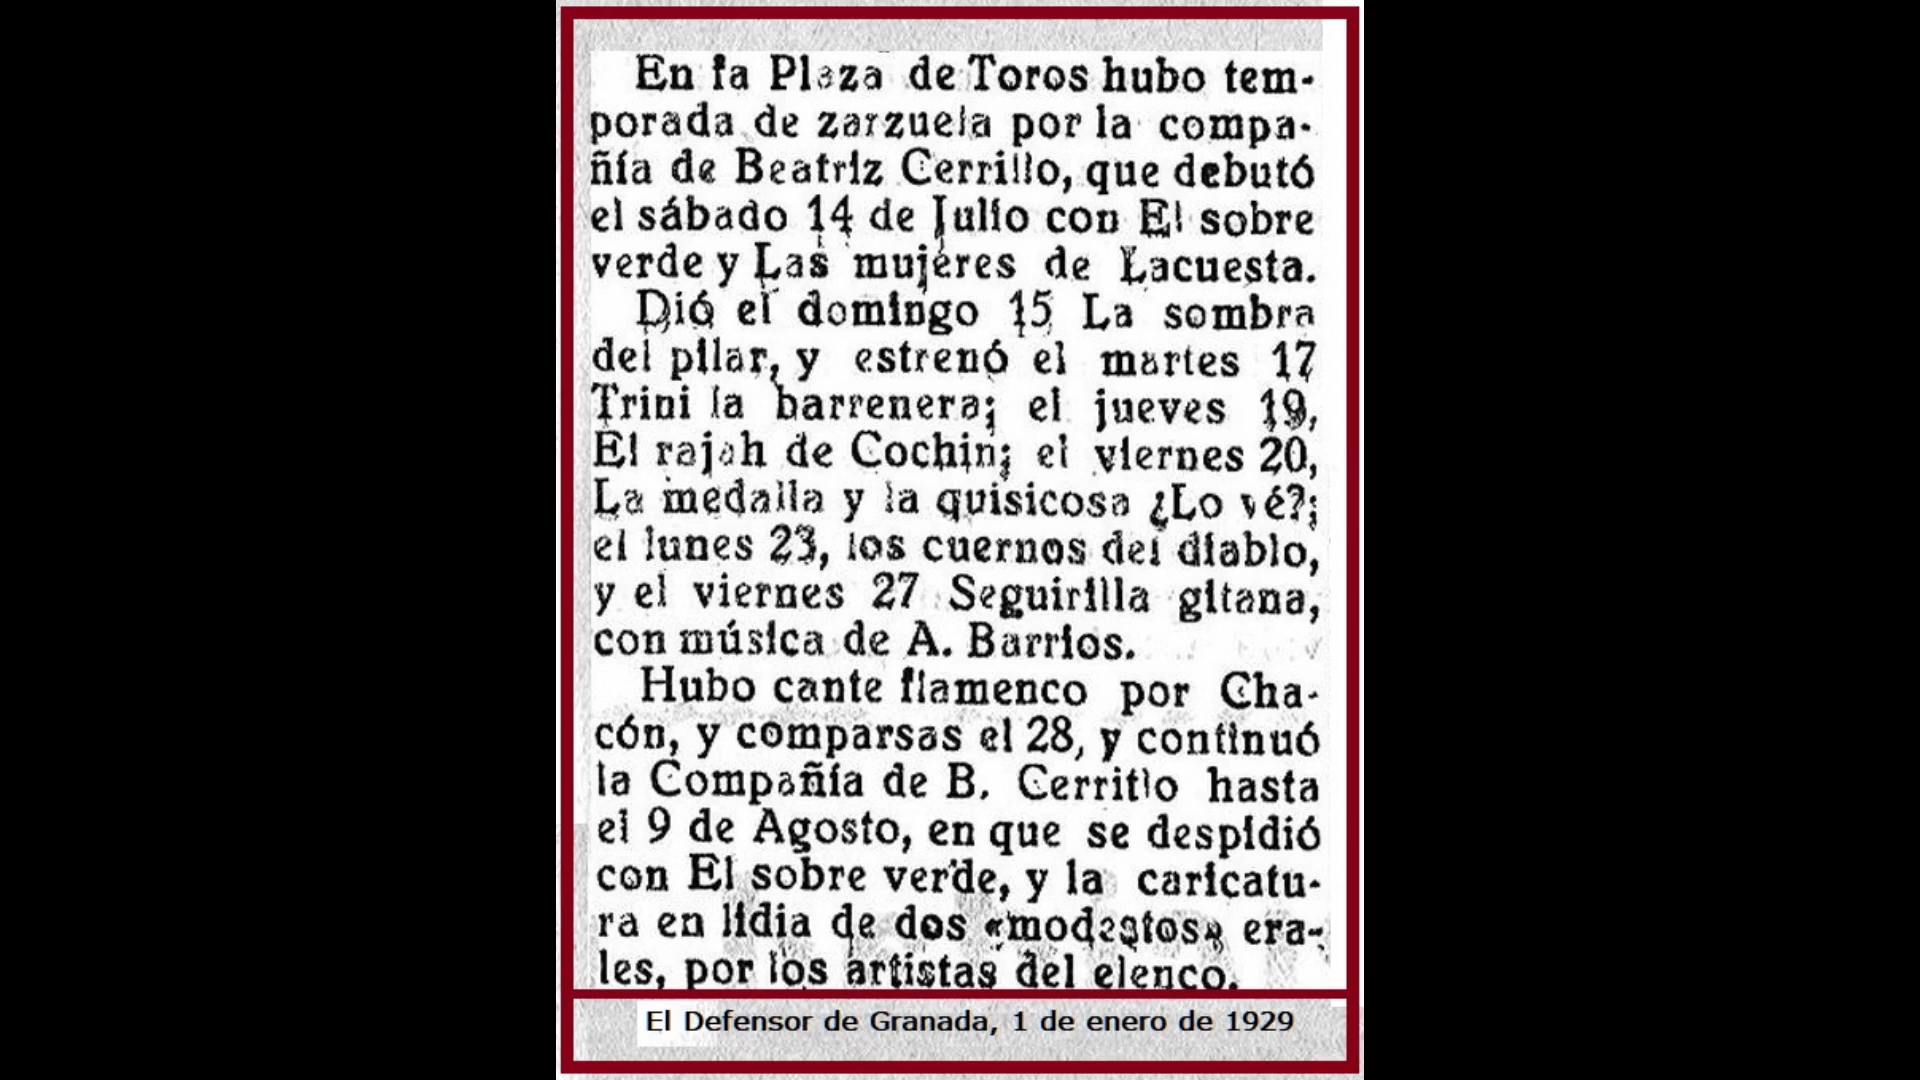 En la Plaza de Toros hubo tem-
porada de zarzuela por la compa-
ñía de Beatriz Cerrillo, que debutó
el sábado 14 de Julio con El sobre
verde y Las mujeres de Lacuesta.
Dió el domingo 15 La sombra
del pilar, y estrenó el martes 17
Trini la barrenera; el jueves 19,
El rajah de Cochin; el viernes 20,
La medalla y la quisicosa ¿Lo vé?;
el lunes 23, los cuernos del diablo,
y el viernes 27 Seguirilla gitana,
con música de A. Barrios.
Hubo cante flamenco por Cha-
cón, y comparsas el 28, y continuó
la Compañía de B. Cerrillo hasta
el 9 de Agosto, en que se despidió
con El sobre verde, y la caricatu-
ra en lidia de dos «modestos» era-
les, por los artistas del elenco.
El Defensor de Granada, 1 de enero de 1929